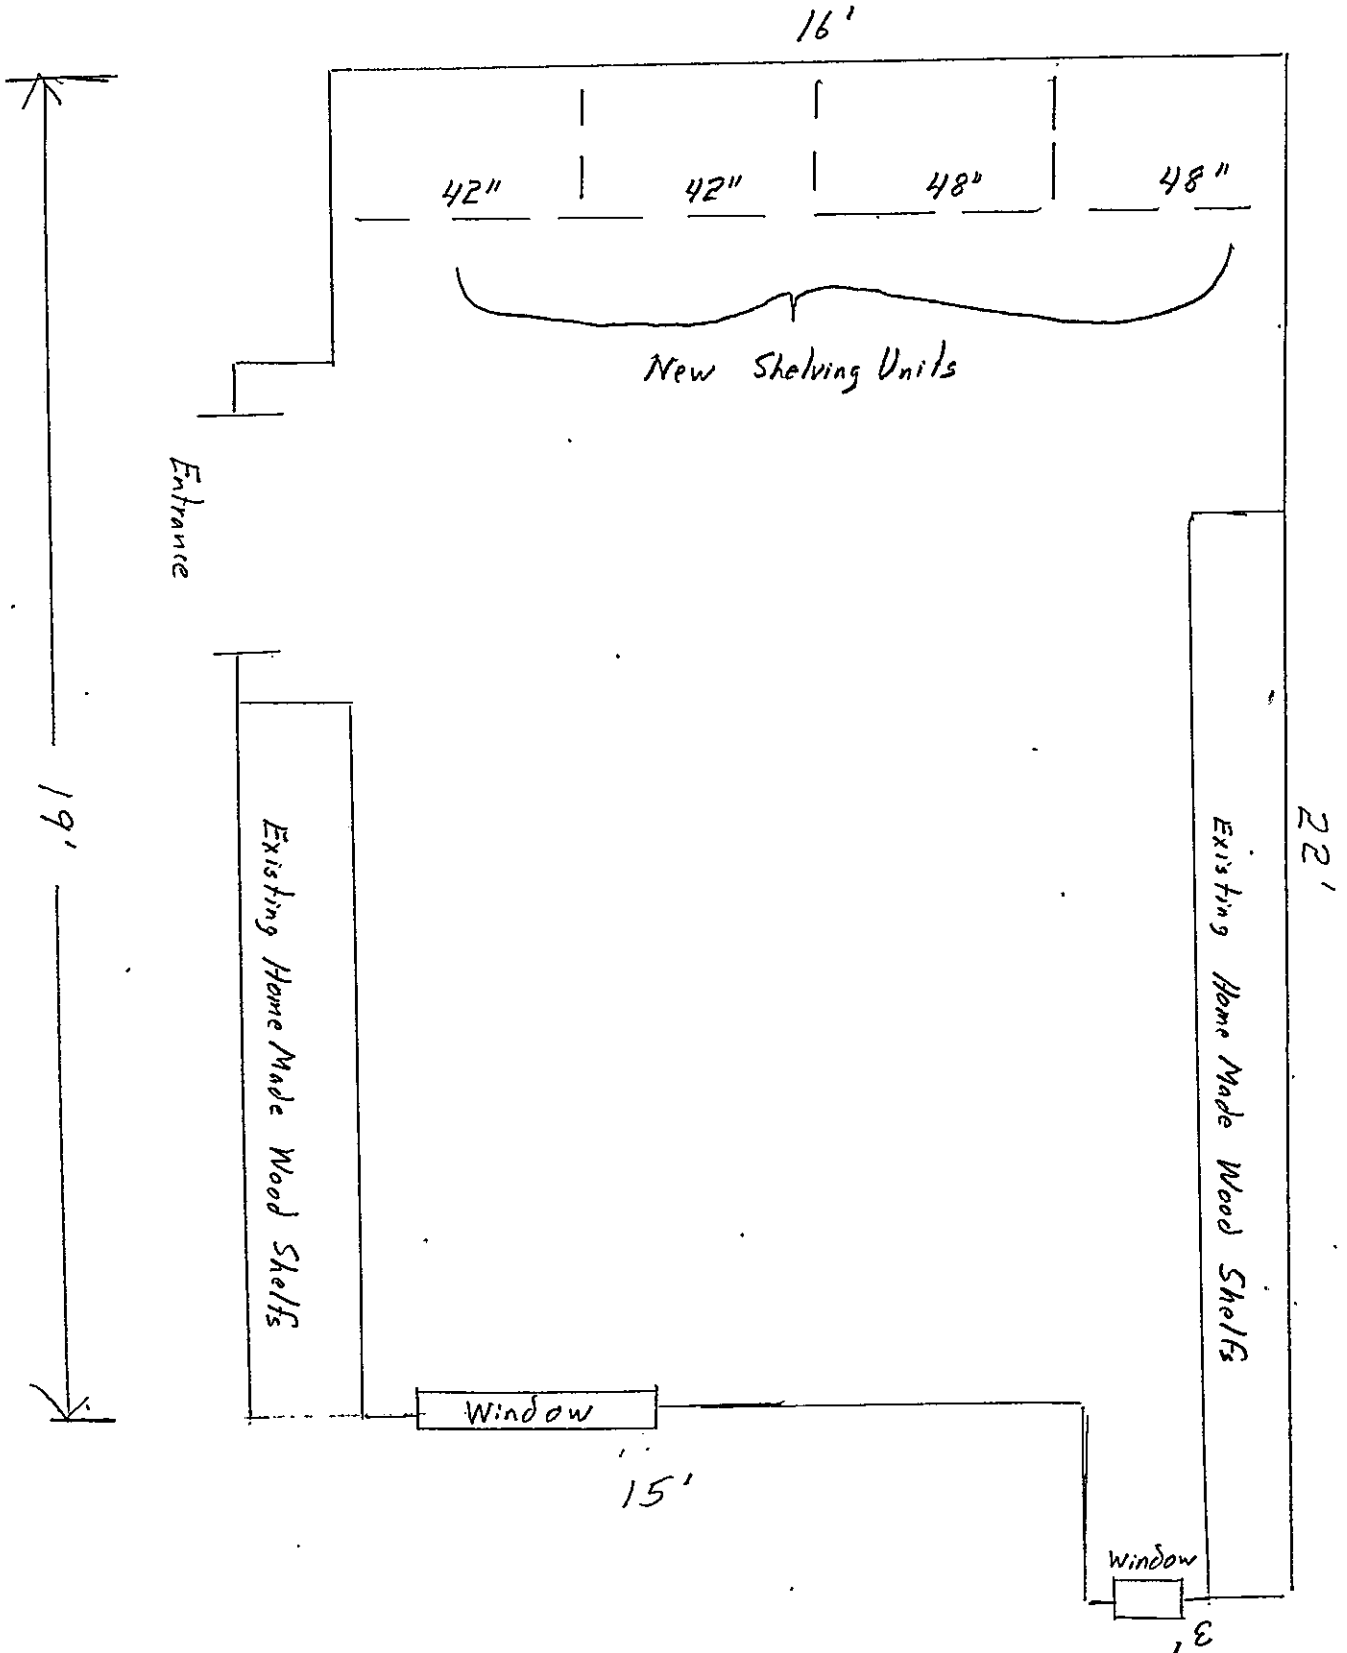 16'
42" 42" 48" 48"
New Shelving Units
Entrance
19'
22'
Existing Home Made Wood Shelfs
Existing Home Made Wood Shelfs
Window
15'
Window
3'